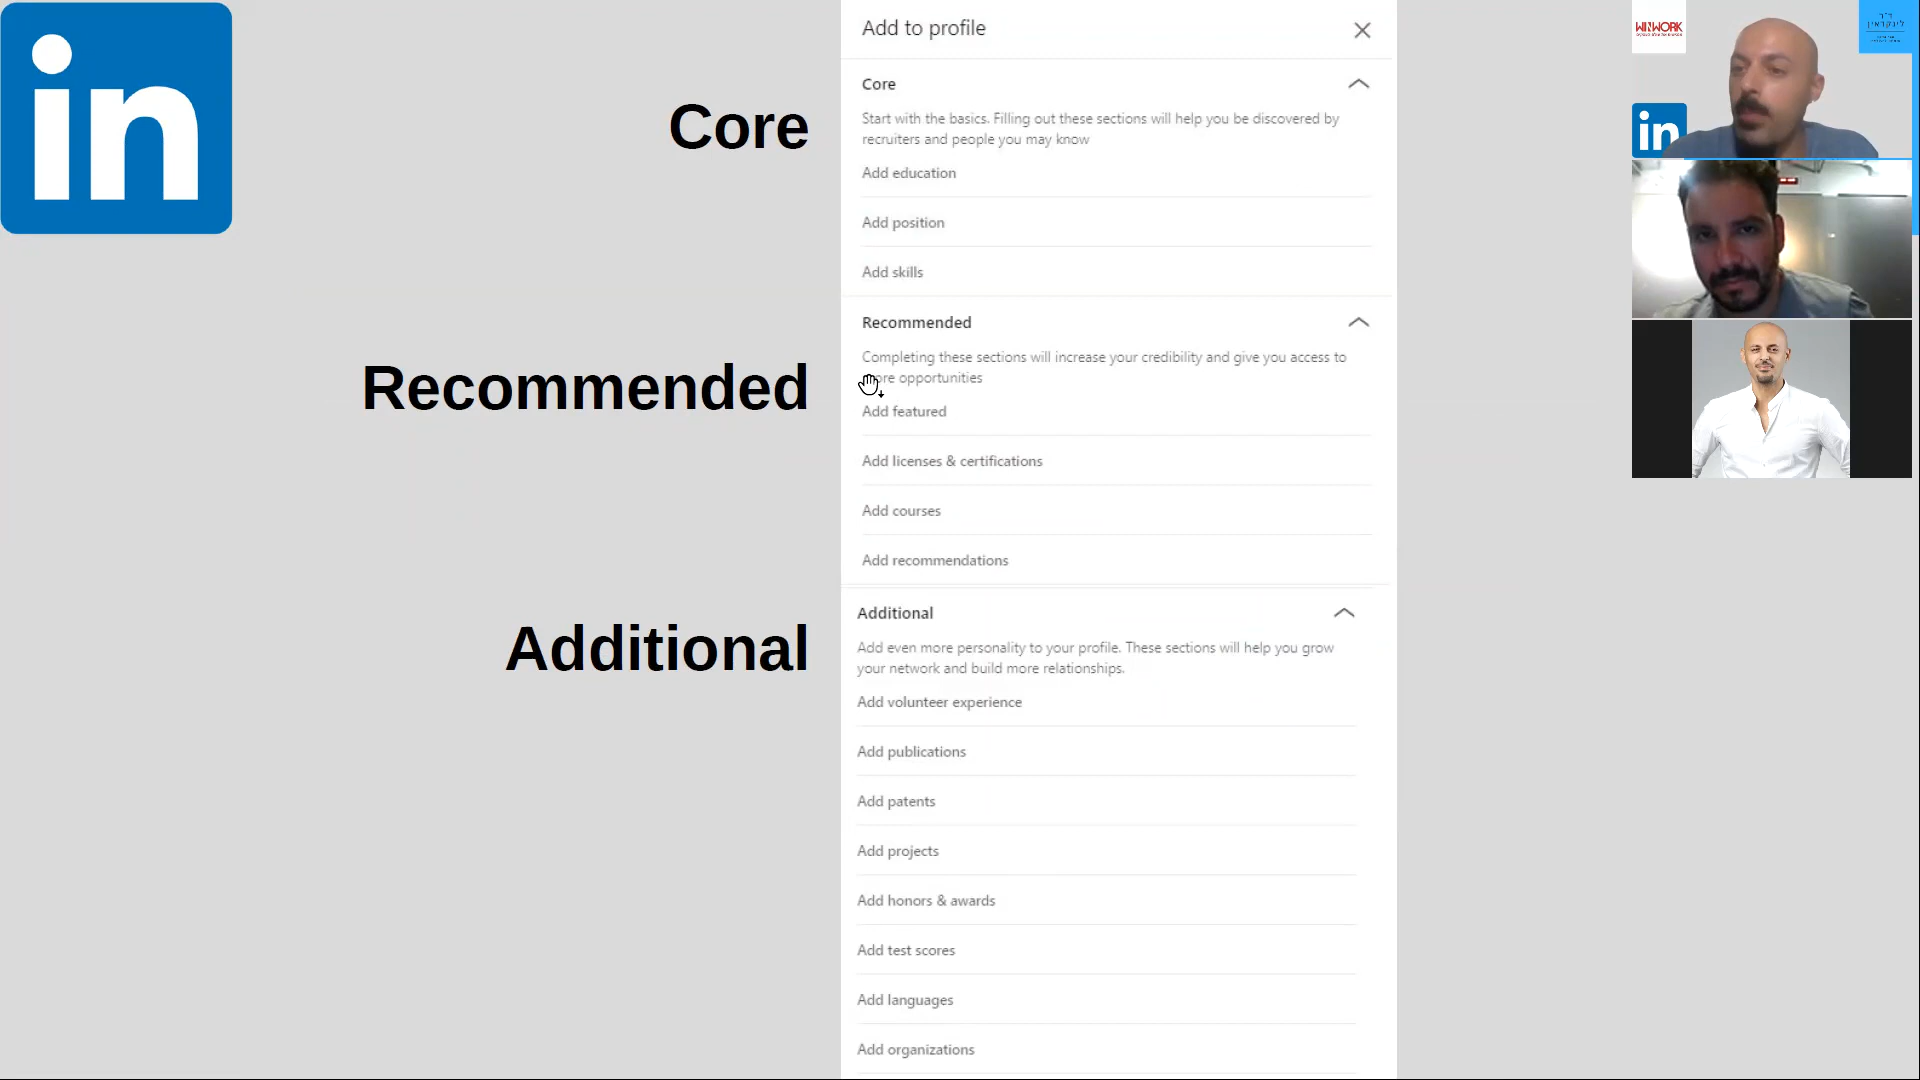 in
Core
Recommended
Additional
Add to profile
Core
Start with the basics. Filling out these sections will help you be discovered by
recruiters and people you may know
Add education
Add position
Add skills
Recommended
Completing these sections will increase your credibility and give you access to
more opportunities
Add featured
Add licenses & certifications
Add courses
Add recommendations
Additional
Add even more personality to your profile. These sections will help you grow
your network and build more relationships.
Add volunteer experience
Add publications
Add patents
Add projects
Add honors & awards
Add test scores
Add languages
Add organizations
WINWORK
ד״ר
לינקדאין
in